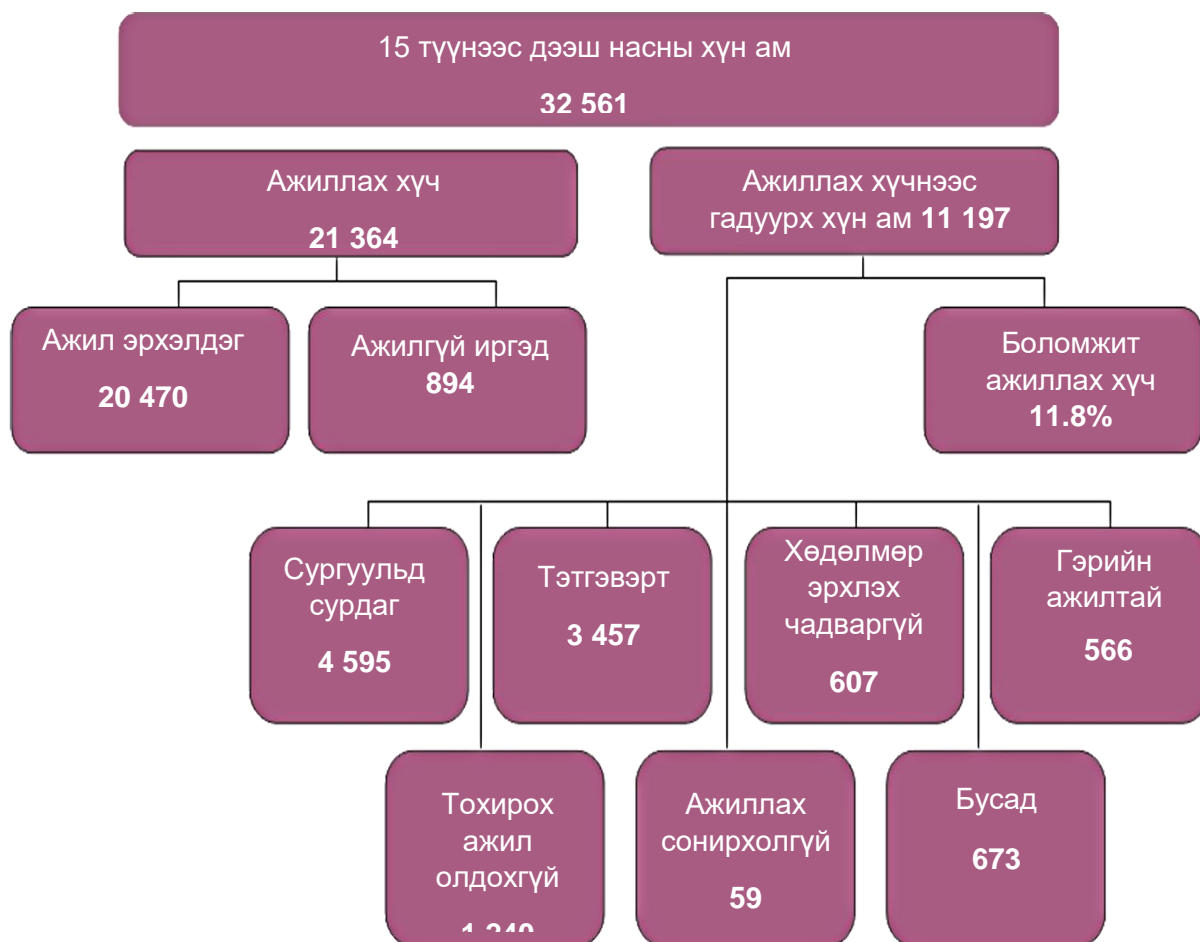 15 түүнээс дээш насны хүн ам
32 561
Ажиллах хүч
21 364
Ажиллах хүчнээс
гадуурх хүн ам 11 197
Ажил эрхэлдэг
20 470
Ажилгүй иргэд
894
Боломжит
ажиллах хүч
11.8%
Сургуульд
сурдаг
4 595
Тэтгэвэрт
3 457
Хөдөлмөр
эрхлэх
чадваргүй
607
Гэрийн
ажилтай
566
Тохирох
ажил
олдохгүй
1 240
Ажиллах
сонирхолгүй
59
Бусад
673